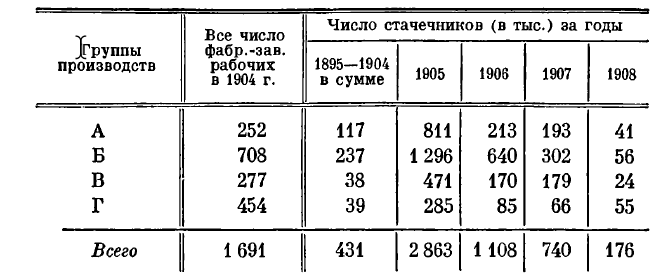 Группы производств Все число фабр.-зав. рабочих в 1904 г. Число стачечников (в тыс.) за годы
1895—1904 в сумме 1905 1906 1907 1908
А 252 117 811 213 193 41
Б 708 237 1 296 640 302 56
В 277 38 471 170 179 24
Г 454 39 285 85 66 55
Всего 1 691 431 2 863 1 108 740 176